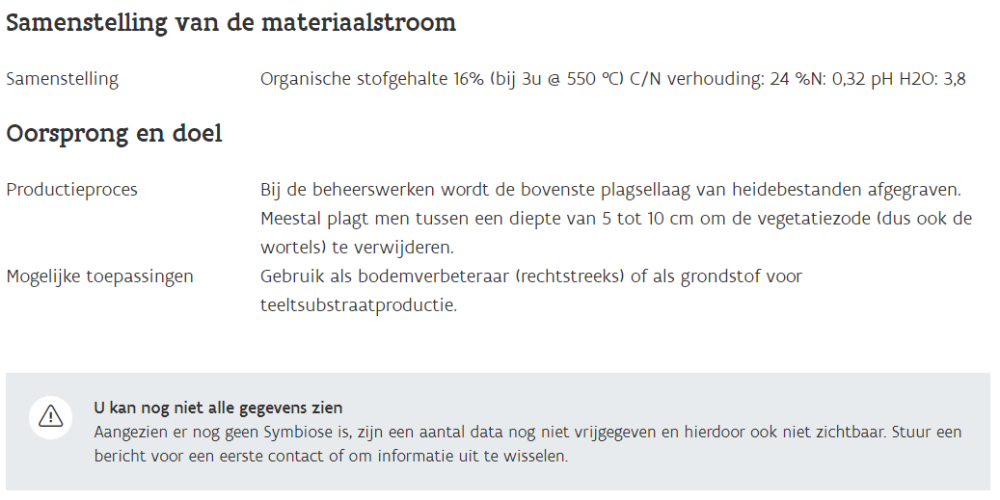 Samenstelling van de materiaalstroom
Samenstelling Organische stofgehalte 16% (bij 3u @ 550 °C) C/N verhouding: 24 %N: 0,32 pH H2O: 3,8
Oorsprong en doel
Productieproces Bij de beheerswerken wordt de bovenste plagsellaag van heidebestanden afgegraven.
Meestal plagt men tussen een diepte van 5 tot 10 cm om de vegetatiezode (dus ook de
wortels) te verwijderen.
Mogelijke toepassingen Gebruik als bodemverbeteraar (rechtstreeks) of als grondstof voor
teeltsubstraatproductie.
U kan nog niet alle gegevens zien
Aangezien er nog geen Symbiose is, zijn een aantal data nog niet vrijgegeven en hierdoor ook niet zichtbaar. Stuur een
bericht voor een eerste contact of om informatie uit te wisselen.